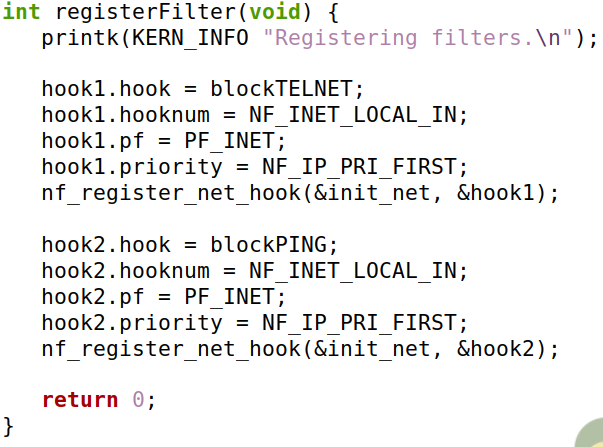 int registerFilter(void) {
   printk(KERN_INFO "Registering filters.\n");

   hook1.hook = blockTELNET;
   hook1.hooknum = NF_INET_LOCAL_IN;
   hook1.pf = PF_INET;
   hook1.priority = NF_IP_PRI_FIRST;
   nf_register_net_hook(&init_net, &hook1);

   hook2.hook = blockPING;
   hook2.hooknum = NF_INET_LOCAL_IN;
   hook2.pf = PF_INET;
   hook2.priority = NF_IP_PRI_FIRST;
   nf_register_net_hook(&init_net, &hook2);

   return 0;
}